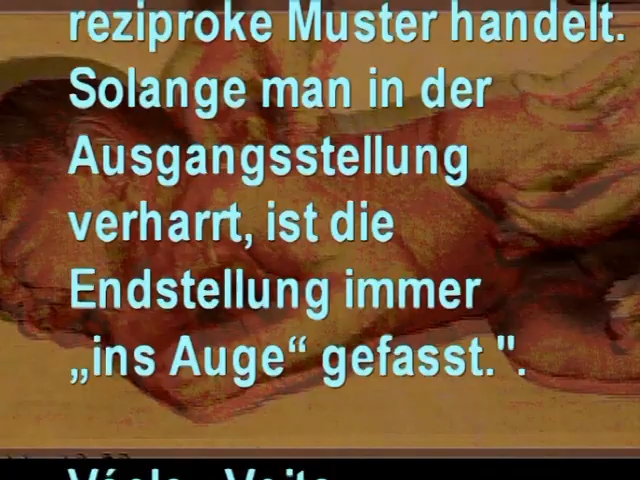 reziproke Muster handelt.
Solange man in der
Ausgangsstellung
verharrt, ist die
Endstellung immer
„ins Auge“ gefasst.".